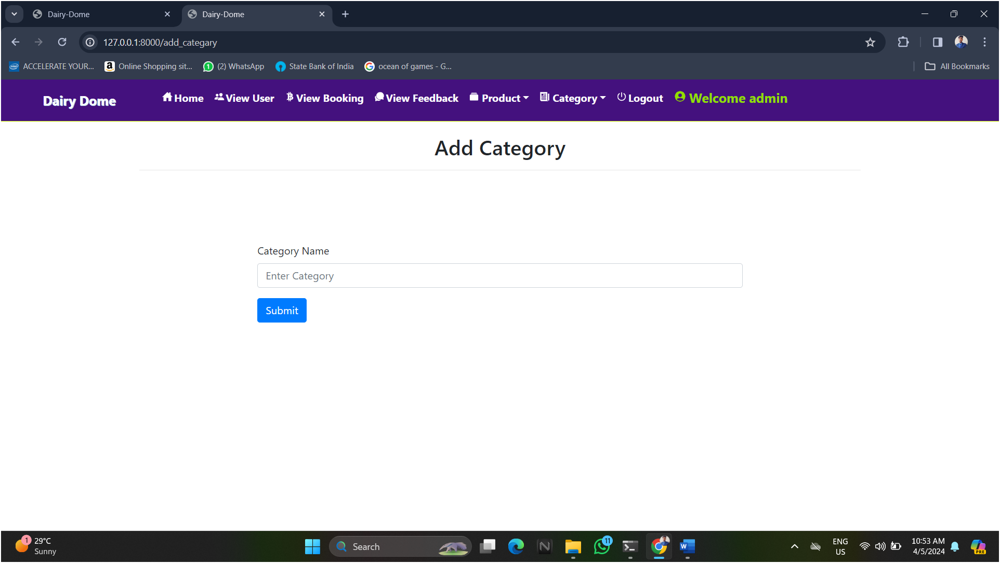 Dairy-Dome
Dairy-Dome
127.0.0.1:8000/add_categary
intel ACCELERATE YOUR... a Online Shopping sit... 1 (2) WhatsApp State Bank of India G ocean of games - G... All Bookmarks
Dairy Dome Home View User View Booking View Feedback Product Category Logout Welcome admin
Add Category
Category Name
Enter Category
Submit
1 29°C
Sunny
Search
N
11
W
ENG
US
10:53 AM
4/5/2024
PRE